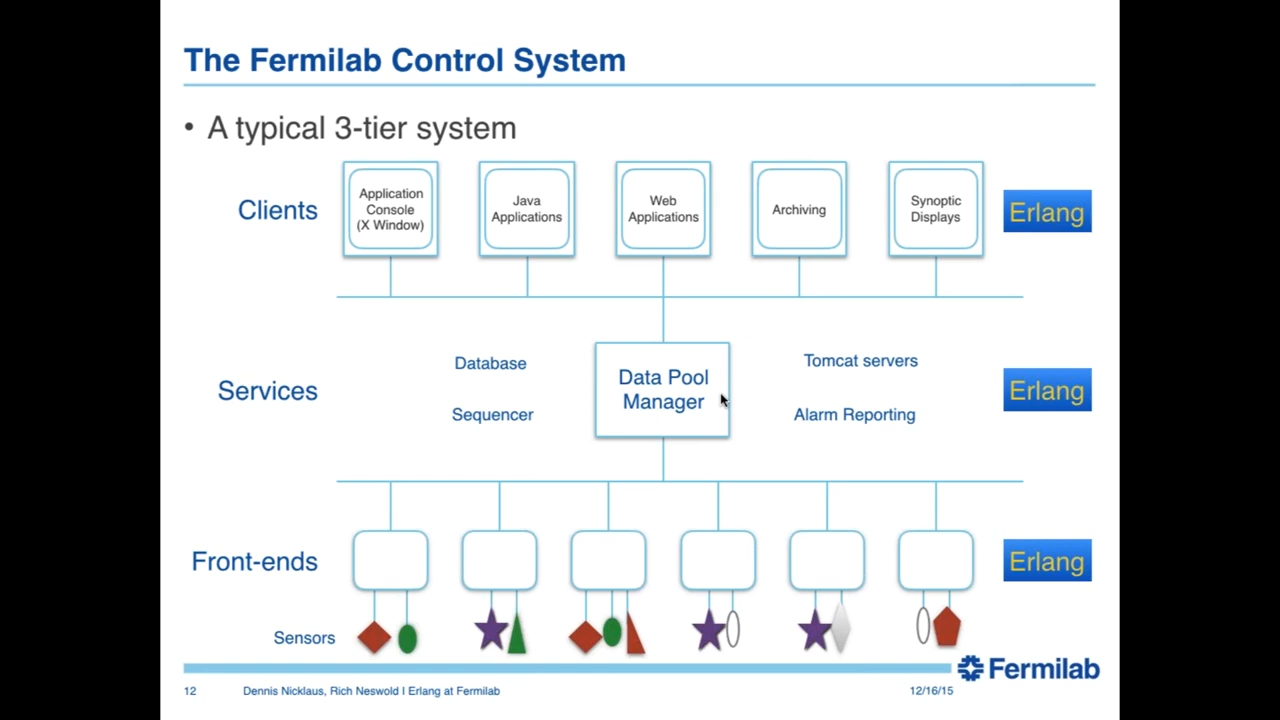 The Fermilab Control System
• A typical 3-tier system
Clients
Application
Console
(X Window)
Java
Applications
Web
Applications
Archiving
Synoptic
Displays
Erlang
Services
Database
Sequencer
Data Pool
Manager
Tomcat servers
Alarm Reporting
Erlang
Front-ends
Erlang
Sensors
Fermilab
12
Dennis Nicklaus, Rich Neswold I Erlang at Fermilab
12/16/15